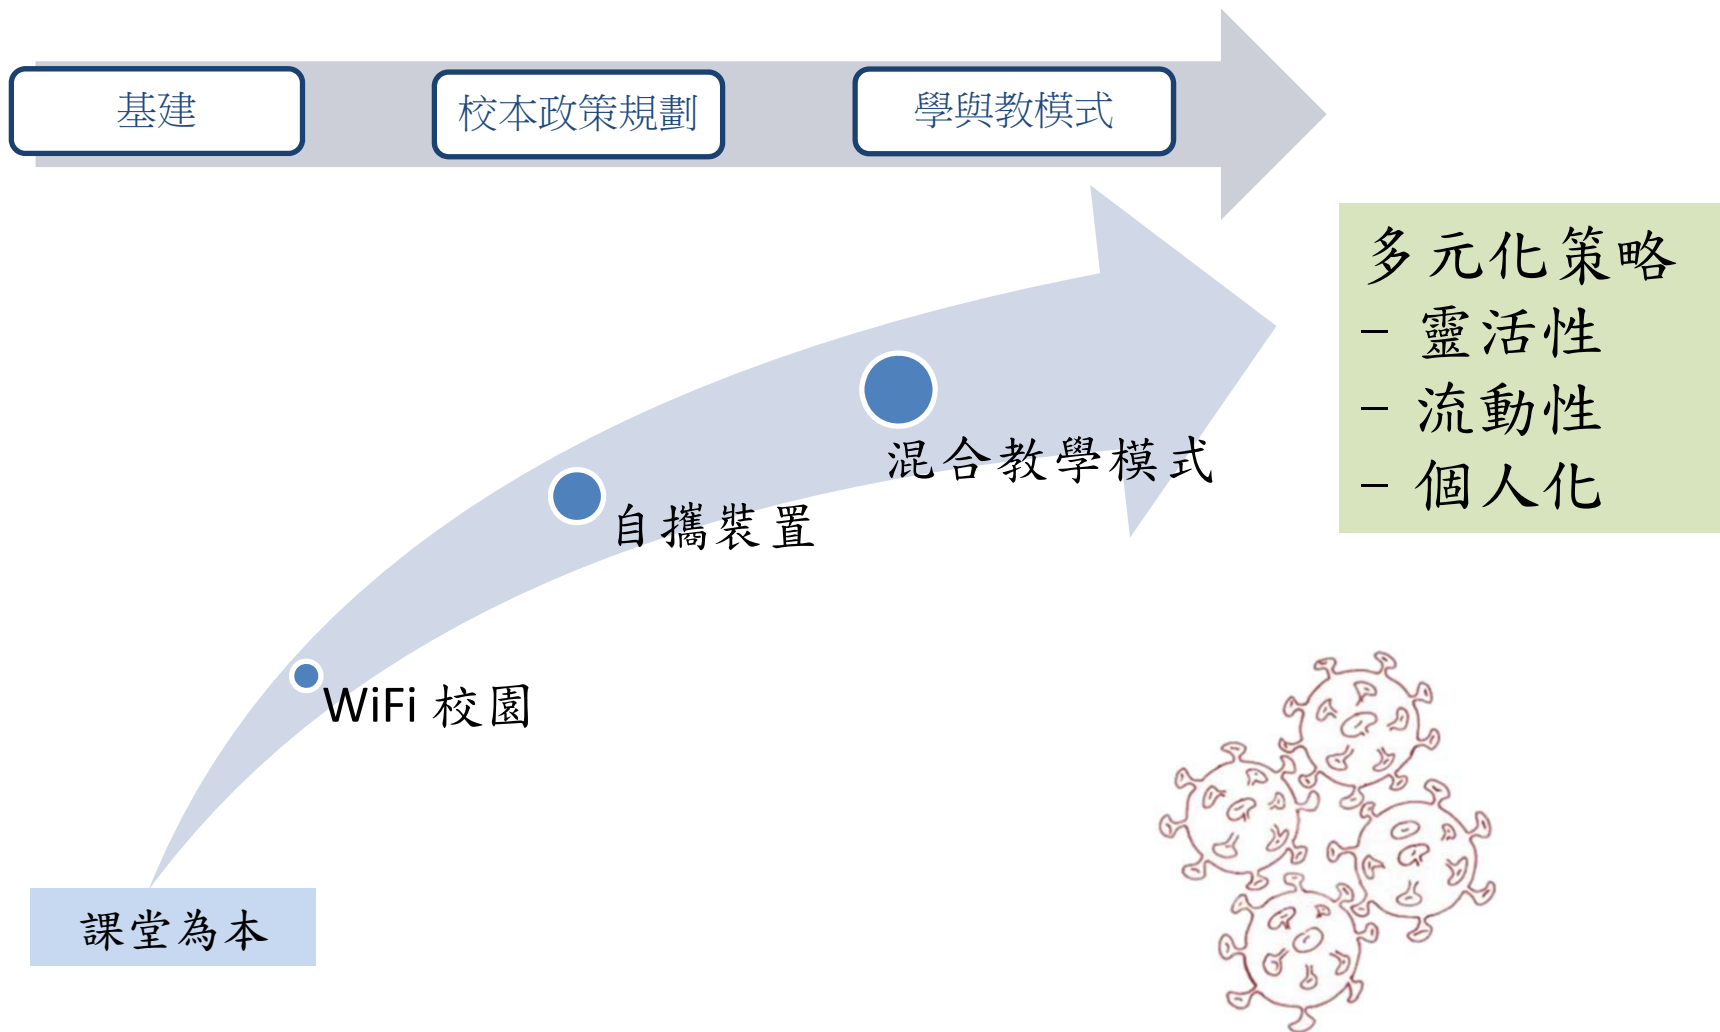 基建
校本政策規劃
學與教模式
多元化策略
- 靈活性
- 流動性
- 個人化
混合教學模式
自攜裝置
WiFi 校園
課堂為本